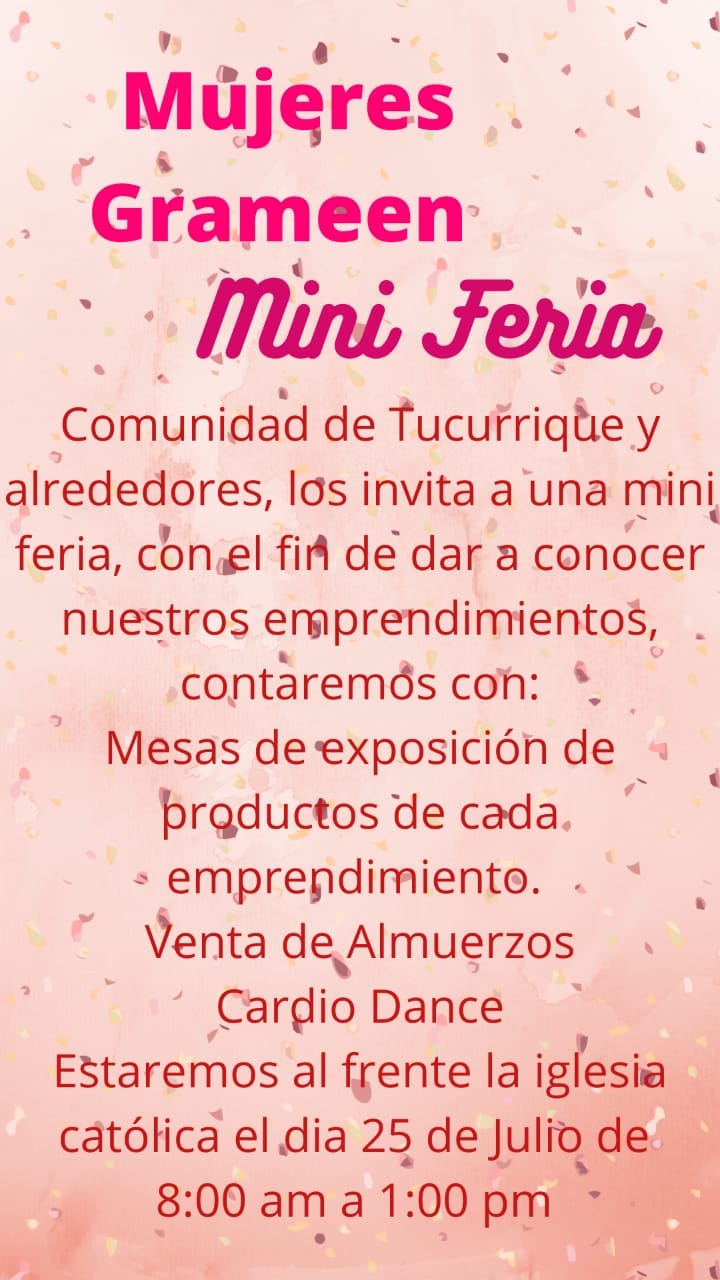 Mujeres
Grameen
Mini Feria
Comunidad de Tucurrique y
alrededores, los invita a una mini
feria, con el fin de dar a conocer
nuestros emprendimientos,
contaremos con:
Mesas de exposición de
productos de cada
emprendimiento.
Venta de Almuerzos
Cardio Dance
Estaremos al frente la iglesia
católica el dia 25 de Julio de
8:00 am a 1:00 pm